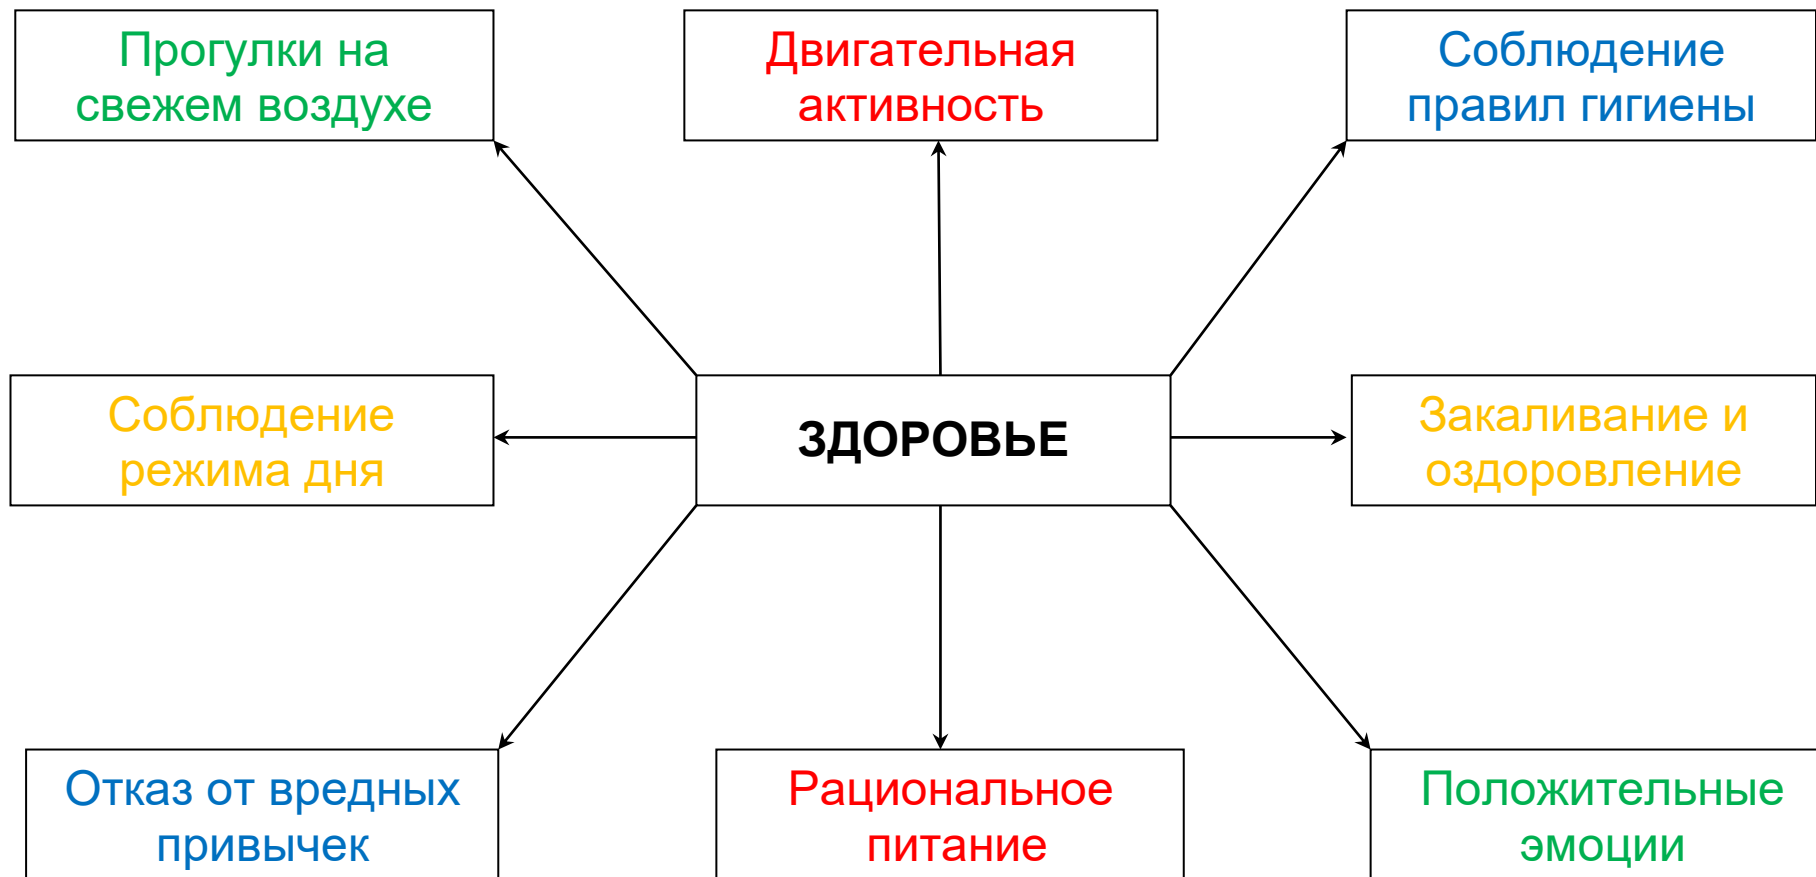 Прогулки на
свежем воздухе
Двигательная
активность
Соблюдение
правил гигиены
Соблюдение
режима дня
ЗДОРОВЬЕ
Закаливание и
оздоровление
Отказ от вредных
привычек
Рациональное
питание
Положительные
эмоции